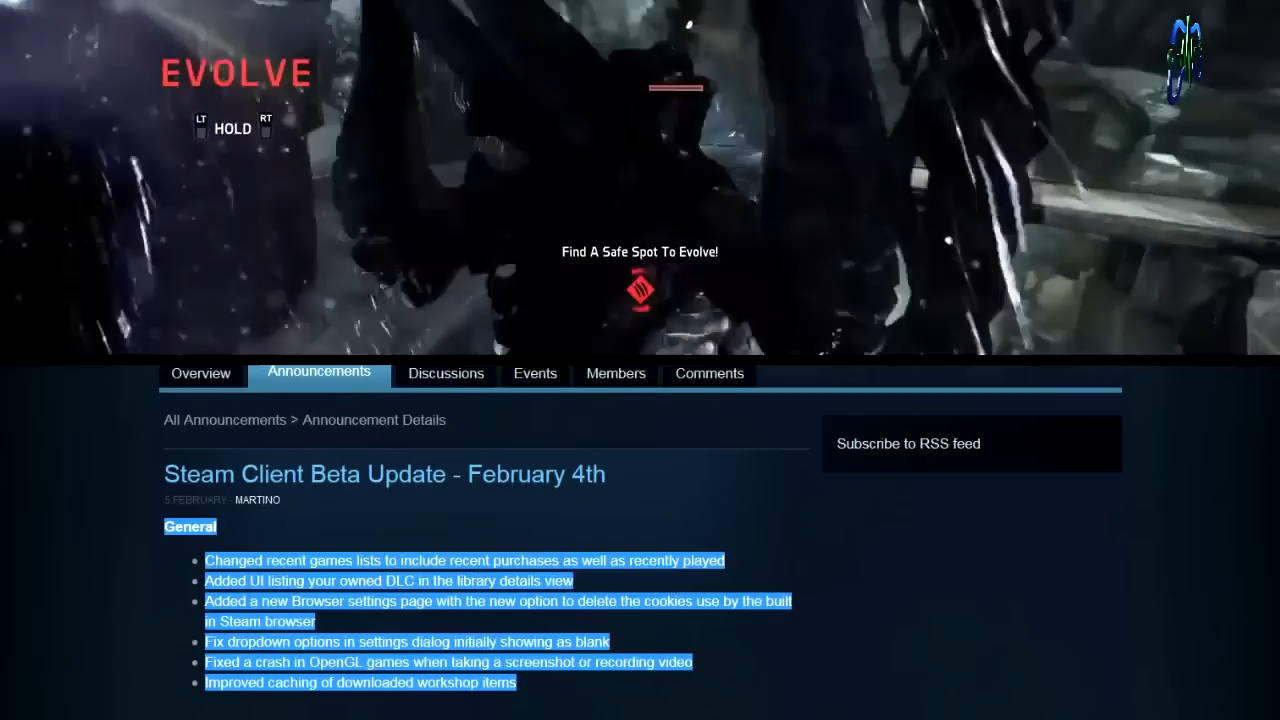 EVOLVE
LT HOLD RT
Find A Safe Spot To Evolve!
Overview Announcements Discussions Events Members Comments
All Announcements > Announcement Details
Subscribe to RSS feed
Steam Client Beta Update - February 4th
5 FEBRUARY - MARTINO
General
Changed recent games lists to include recent purchases as well as recently played
Added UI listing your owned DLC in the library details view
Added a new Browser settings page with the new option to delete the cookies use by the built
in Steam browser
Fix dropdown options in settings dialog initially showing as blank
Fixed a crash in OpenGL games when taking a screenshot or recording video
Improved caching of downloaded workshop items